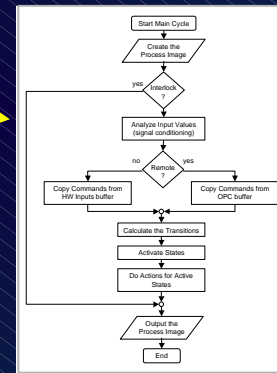 Start Main Cycle
Create the
Process Image
yes
Interlock
?
Analyze Input Values
(signal conditioning)
no
Remote
?
yes
Copy Commands from
HW Inputs buffer
Copy Commands from
OPC buffer
Calculate the Transitions
Activate States
Do Actions for Active
States
Output the
Process Image
End